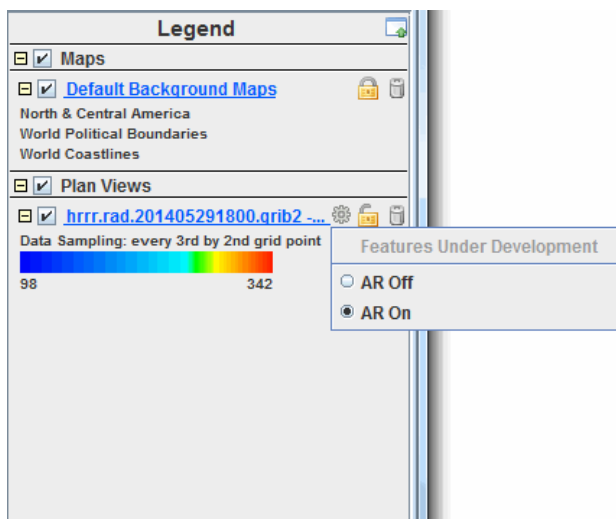 Legend
Maps
Default Background Maps
North & Central America
World Political Boundaries
World Coastlines
Plan Views
hrrr.rad.201405291800.grib2 -...
Data Sampling: every 3rd by 2nd grid point
98 342
Features Under Development
AR Off
AR On